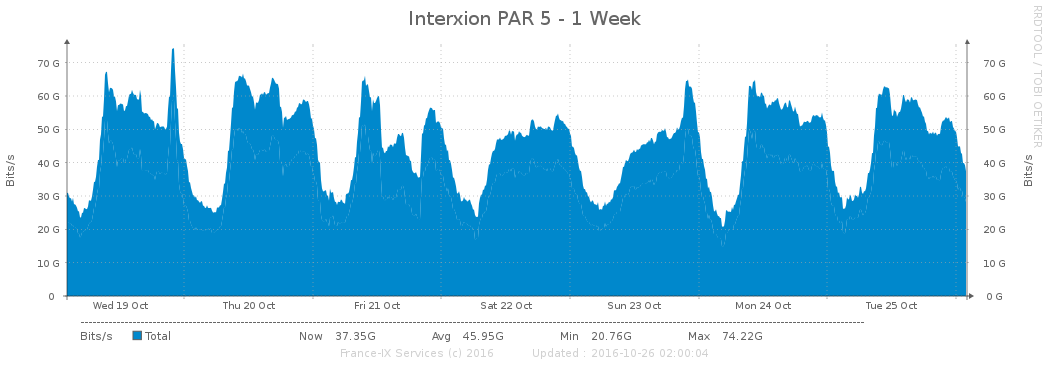 Interxion PAR 5 - 1 Week
RRDTOOL / TOBI OETIKER
Bits/s
Bits/s
70 G 70 G
60 G 60 G
50 G 50 G
40 G 40 G
30 G 30 G
20 G 20 G
10 G 10 G
0 0 G
Wed 19 Oct Thu 20 Oct Fri 21 Oct Sat 22 Oct Sun 23 Oct Mon 24 Oct Tue 25 Oct
Bits/s Total Now 37.35G Avg 45.95G Min 20.76G Max 74.22G
France-IX Services (c) 2016 Updated : 2016-10-26 02:00:04